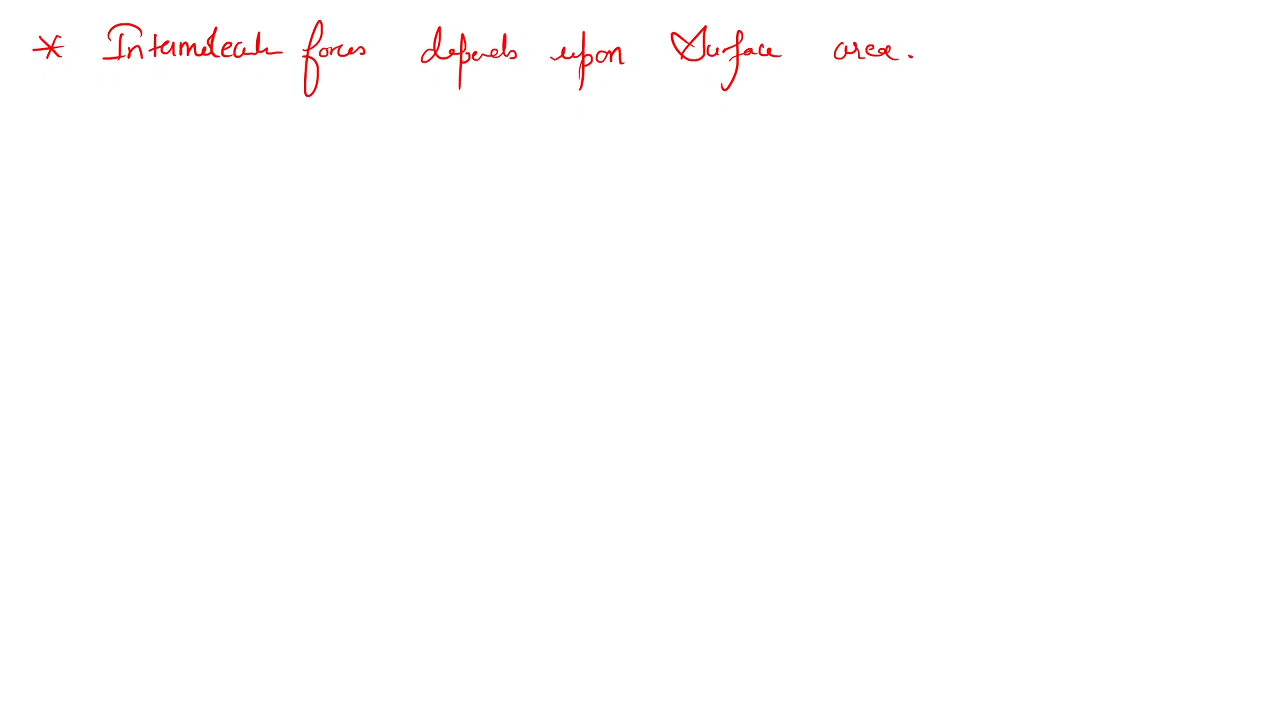 * Intermolecular forces depends upon Surface area.